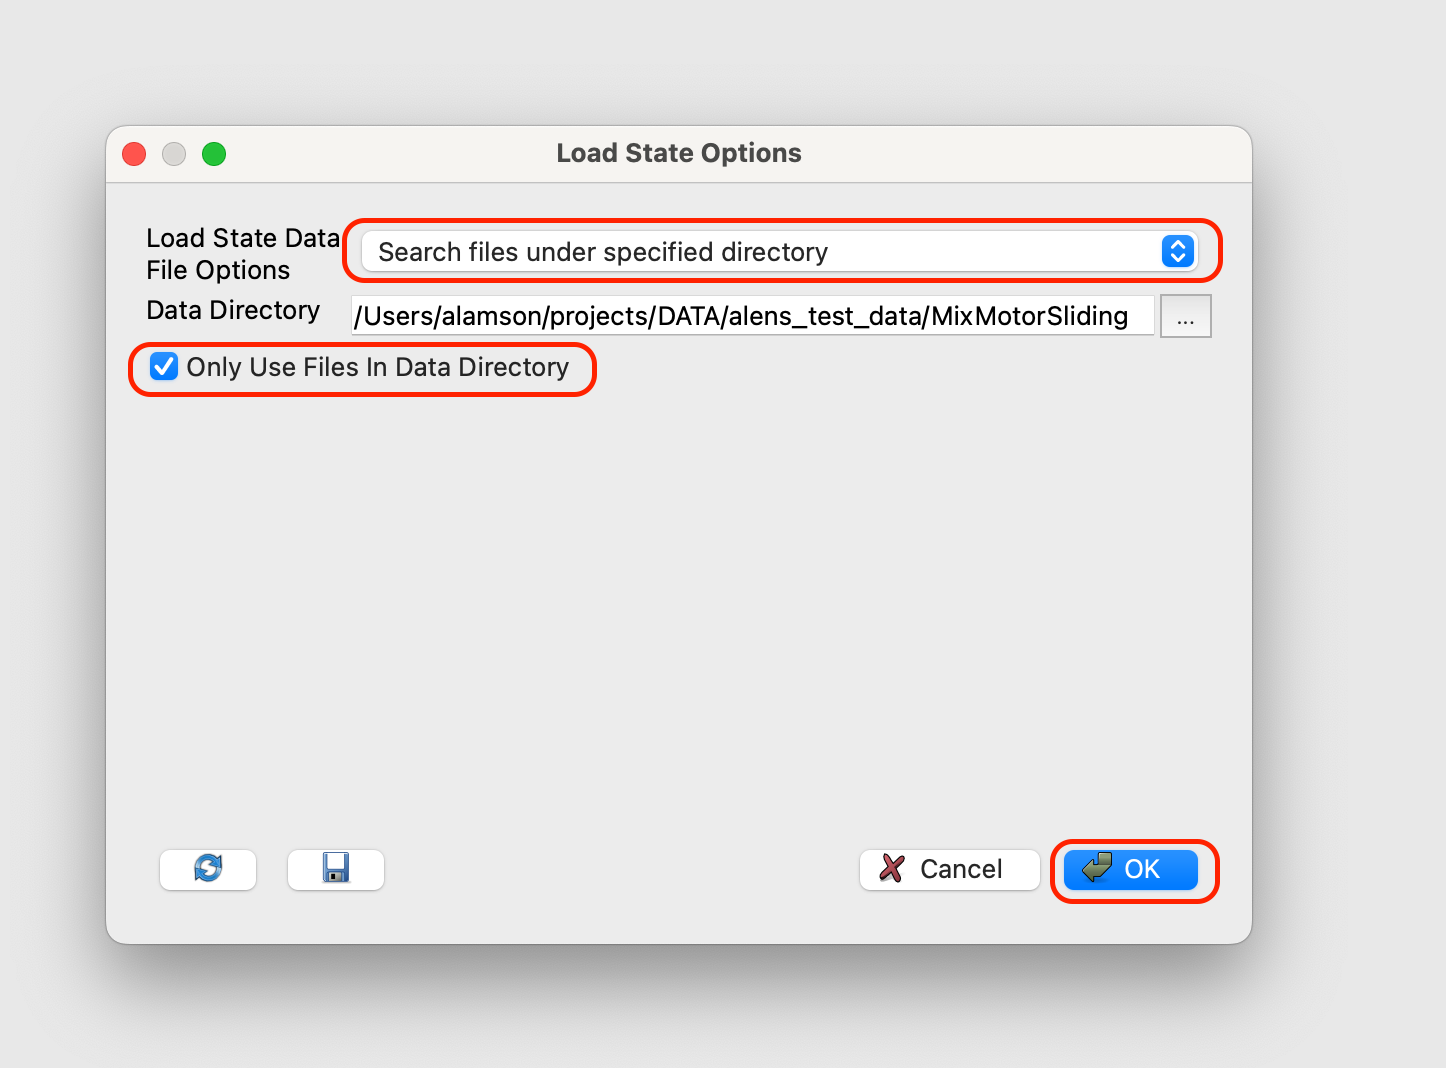 Load State Options
Load State Data
File Options
Search files under specified directory
Data Directory
/Users/alamson/projects/DATA/alens_test_data/MixMotorSliding
...
Only Use Files In Data Directory
Cancel
OK